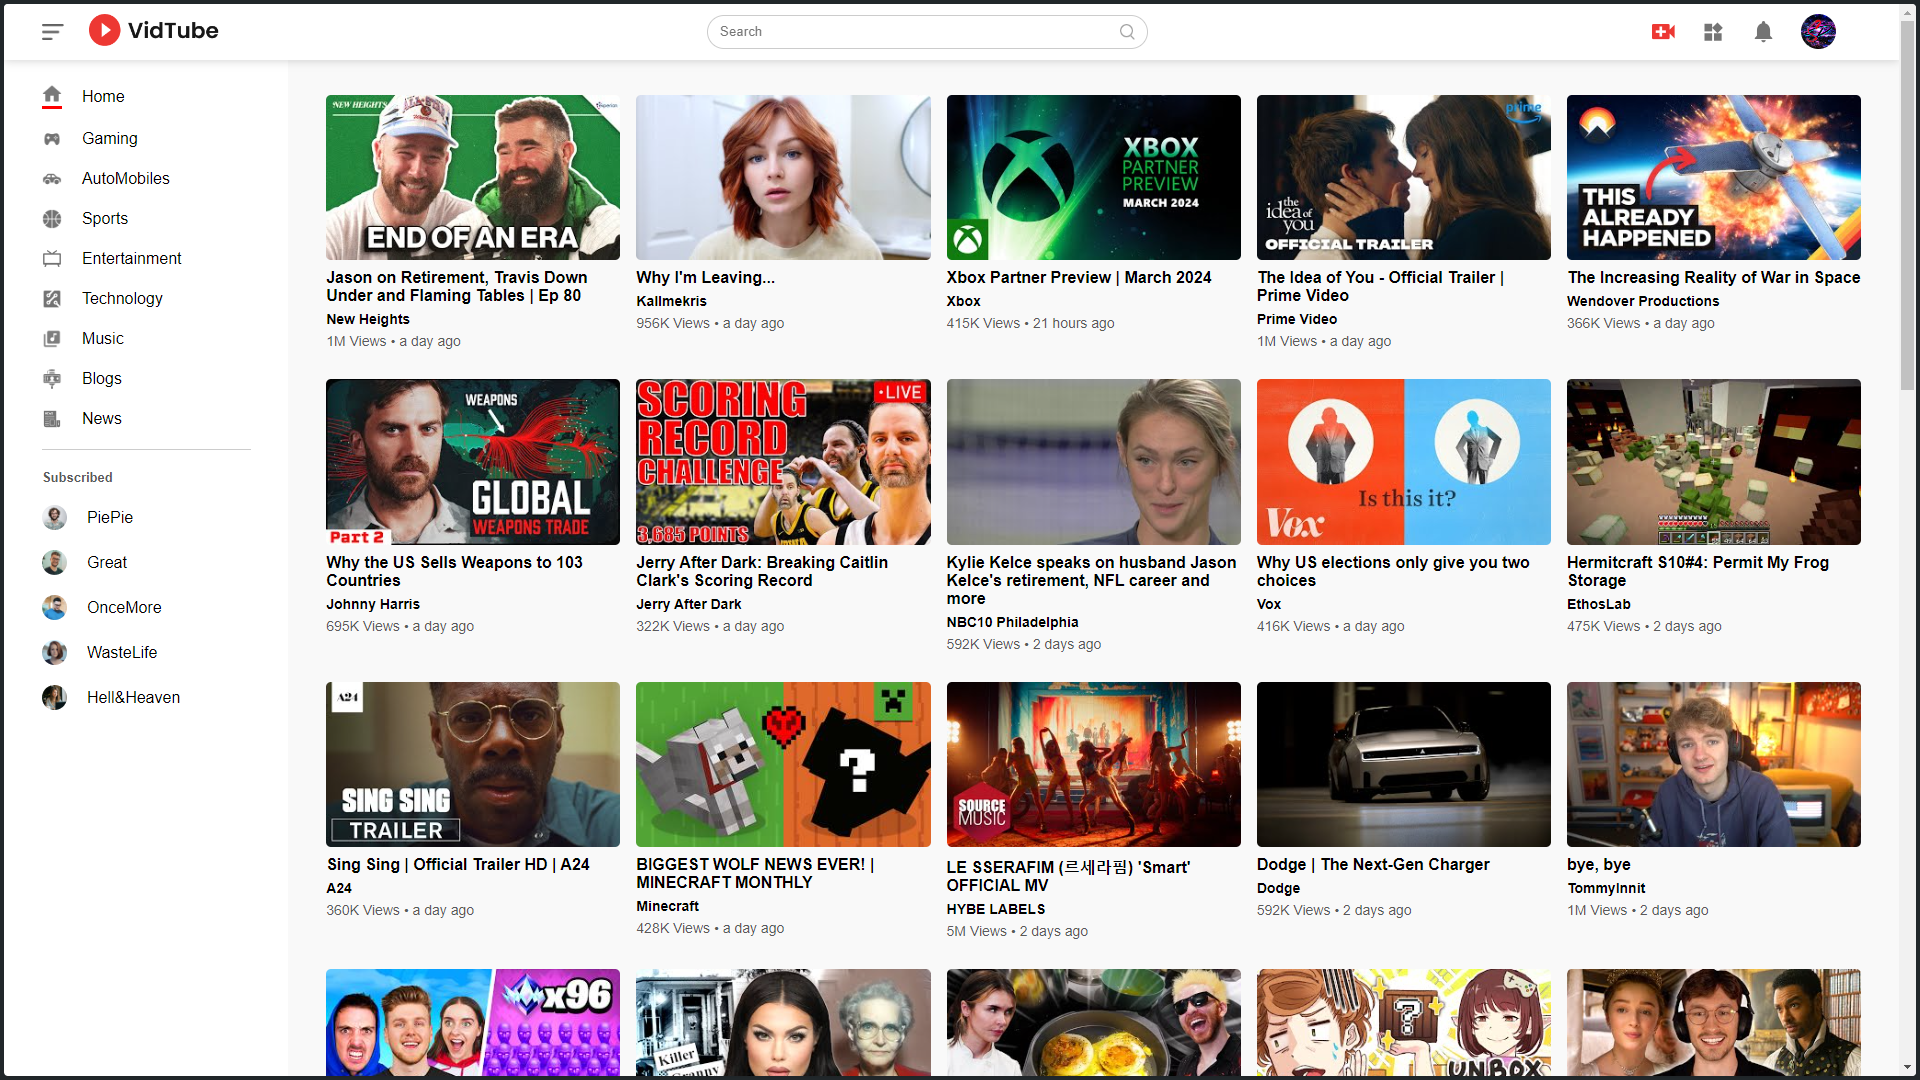 VidTube
Search
Home
Gaming
AutoMobiles
Sports
Entertainment
Technology
Music
Blogs
News
Subscribed
PiePie
Great
OnceMore
WasteLife
Hell&Heaven
NEW HEIGHTS
END OF AN ERA
Jason on Retirement, Travis Down
Under and Flaming Tables | Ep 80
New Heights
1M Views • a day ago
Why I'm Leaving...
Kallmekris
956K Views • a day ago
XBOX
PARTNER
PREVIEW
MARCH 2024
Xbox Partner Preview | March 2024
Xbox
415K Views • 21 hours ago
prime
the
idea of
you
OFFICIAL TRAILER
The Idea of You - Official Trailer |
Prime Video
Prime Video
1M Views • a day ago
THIS
ALREADY
HAPPENED
The Increasing Reality of War in Space
Wendover Productions
366K Views • a day ago
WEAPONS
GLOBAL
WEAPONS TRADE
Part 2
Why the US Sells Weapons to 103
Countries
Johnny Harris
695K Views • a day ago
SCORING
RECORD
CHALLENGE
•LIVE
3,685 POINTS
Jerry After Dark: Breaking Caitlin
Clark's Scoring Record
Jerry After Dark
322K Views • a day ago
Kylie Kelce speaks on husband Jason
Kelce's retirement, NFL career and
more
NBC10 Philadelphia
592K Views • 2 days ago
Is this it?
Vox
Why US elections only give you two
choices
Vox
416K Views • a day ago
Hermitcraft S10#4: Permit My Frog
Storage
EthosLab
475K Views • 2 days ago
A24
SING SING
TRAILER
Sing Sing | Official Trailer HD | A24
A24
360K Views • a day ago
?
BIGGEST WOLF NEWS EVER! |
MINECRAFT MONTHLY
Minecraft
428K Views • a day ago
SOURCE
MUSIC
LE SSERAFIM (르세라핌) 'Smart'
OFFICIAL MV
HYBE LABELS
5M Views • 2 days ago
Dodge | The Next-Gen Charger
Dodge
592K Views • 2 days ago
bye, bye
TommyInnit
1M Views • 2 days ago
x96
Killer
Granny
?
UNBOX